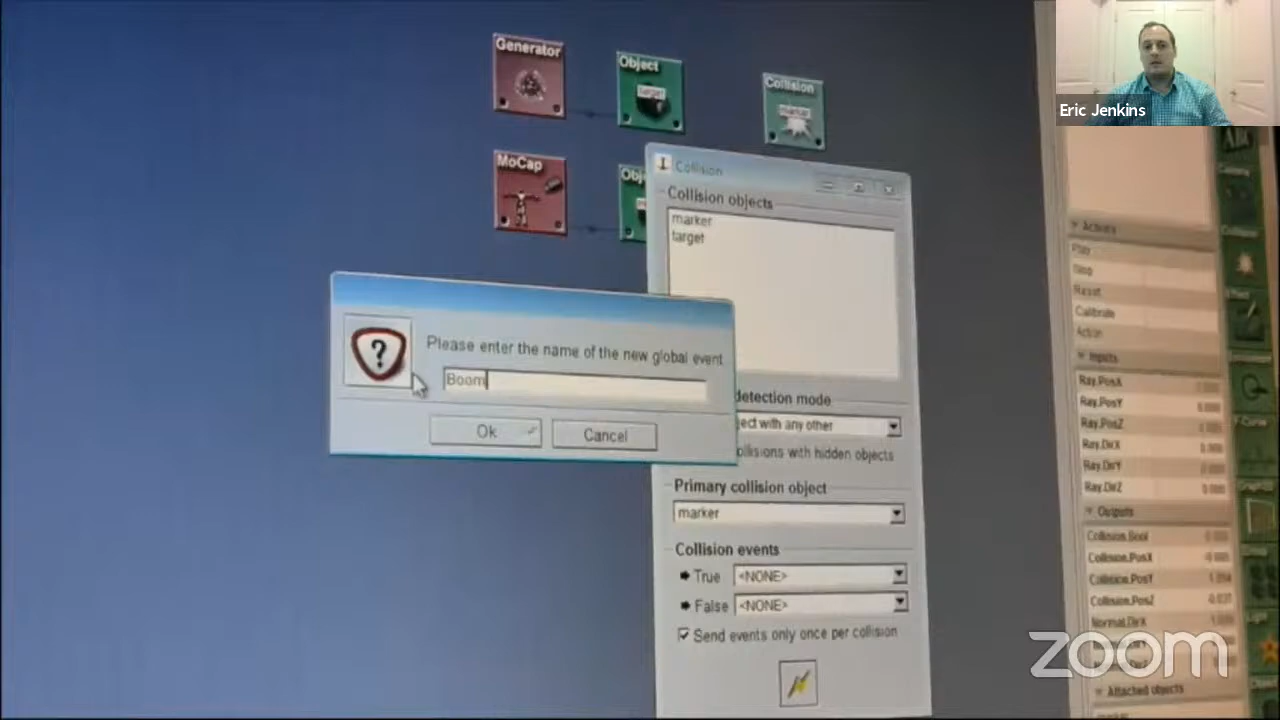 Generator
Object
target
Collision
marker
Eric Jenkins
MoCap
Obj
Collision
Collision objects
marker
target
Please enter the name of the new global event
Boom
Ok
Cancel
detection mode
ject with any other
ollisions with hidden objects
Primary collision object
marker
Collision events
True <NONE>
False <NONE>
Send events only once per collision
Actions
Play
Stop
Reset
Calibrate
Action
Inputs
Ray.PosX
Ray.PosY
Ray.PosZ
Ray.DirX
Ray.DirY
Ray.DirZ
Outputs
Collision.Bool
Collision.PosX
Collision.PosY
Collision.PosZ
Normal.DirX
Attached objects
zoom